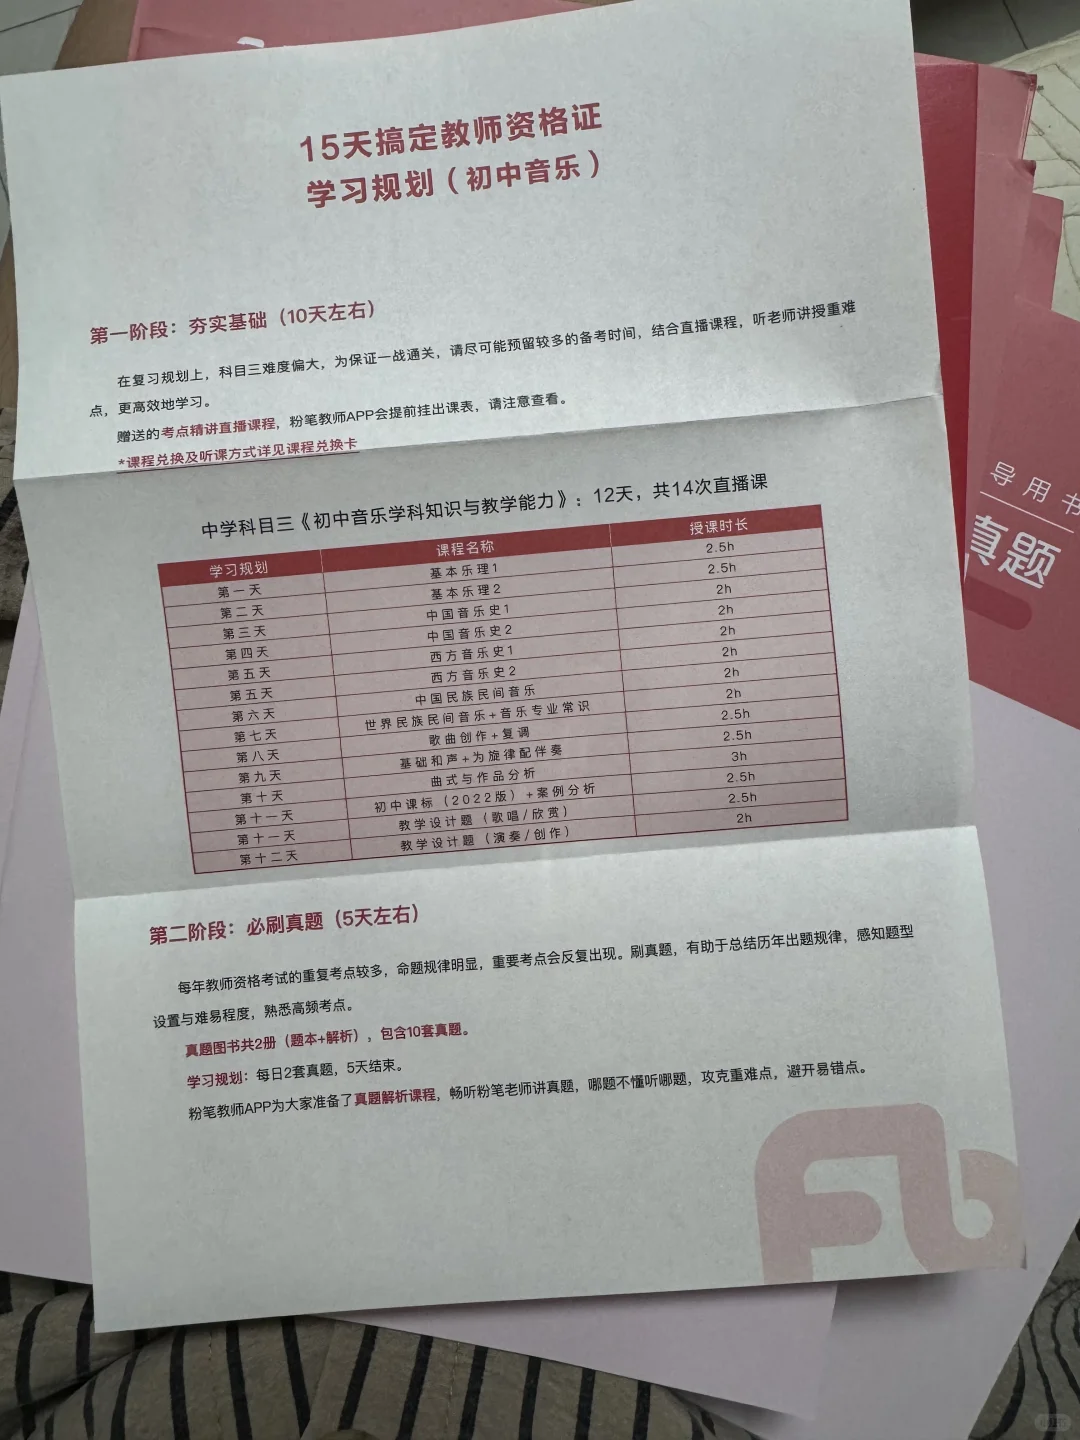 15天搞定教师资格证
学习规划（初中音乐）
第一阶段：夯实基础（10天左右）
在复习规划上，科目三难度偏大，为保证一战通关，请尽可能预留较多的备考时间，结合直播课程，听老师讲授重难
点，更高效地学习。
赠送的考点精讲直播课程，粉笔教师APP会提前挂出课表，请注意查看。
*课程兑换及听课方式详见课程兑换卡
中学科目三《初中音乐学科知识与教学能力》：12天，共14次直播课
学习规划 课程名称 授课时长
第一天 基本乐理1 2.5h
第二天 基本乐理2 2.5h
第三天 中国音乐史1 2h
第四天 中国音乐史2 2h
第五天 西方音乐史1 2h
第五天 西方音乐史2 2h
第六天 中国民族民间音乐 2h
第七天 世界民族民间音乐+音乐专业常识 2h
第八天 歌曲创作+复调 2.5h
第九天 基础和声+为旋律配伴奏 2.5h
第十天 曲式与作品分析 3h
第十一天 初中课标（2022版）+案例分析 2.5h
第十一天 教学设计题（歌唱/欣赏） 2.5h
第十二天 教学设计题（演奏/创作） 2h
第二阶段：必刷真题（5天左右）
每年教师资格考试的重复考点较多，命题规律明显，重要考点会反复出现。刷真题，有助于总结历年出题规律，感知题型
设置与难易程度，熟悉高频考点。
真题图书共2册（题本+解析），包含10套真题。
学习规划：每日2套真题，5天结束。
粉笔教师APP为大家准备了真题解析课程，畅听粉笔老师讲真题，哪题不懂听哪题，攻克重难点，避开易错点。
Fb
导用书
真题